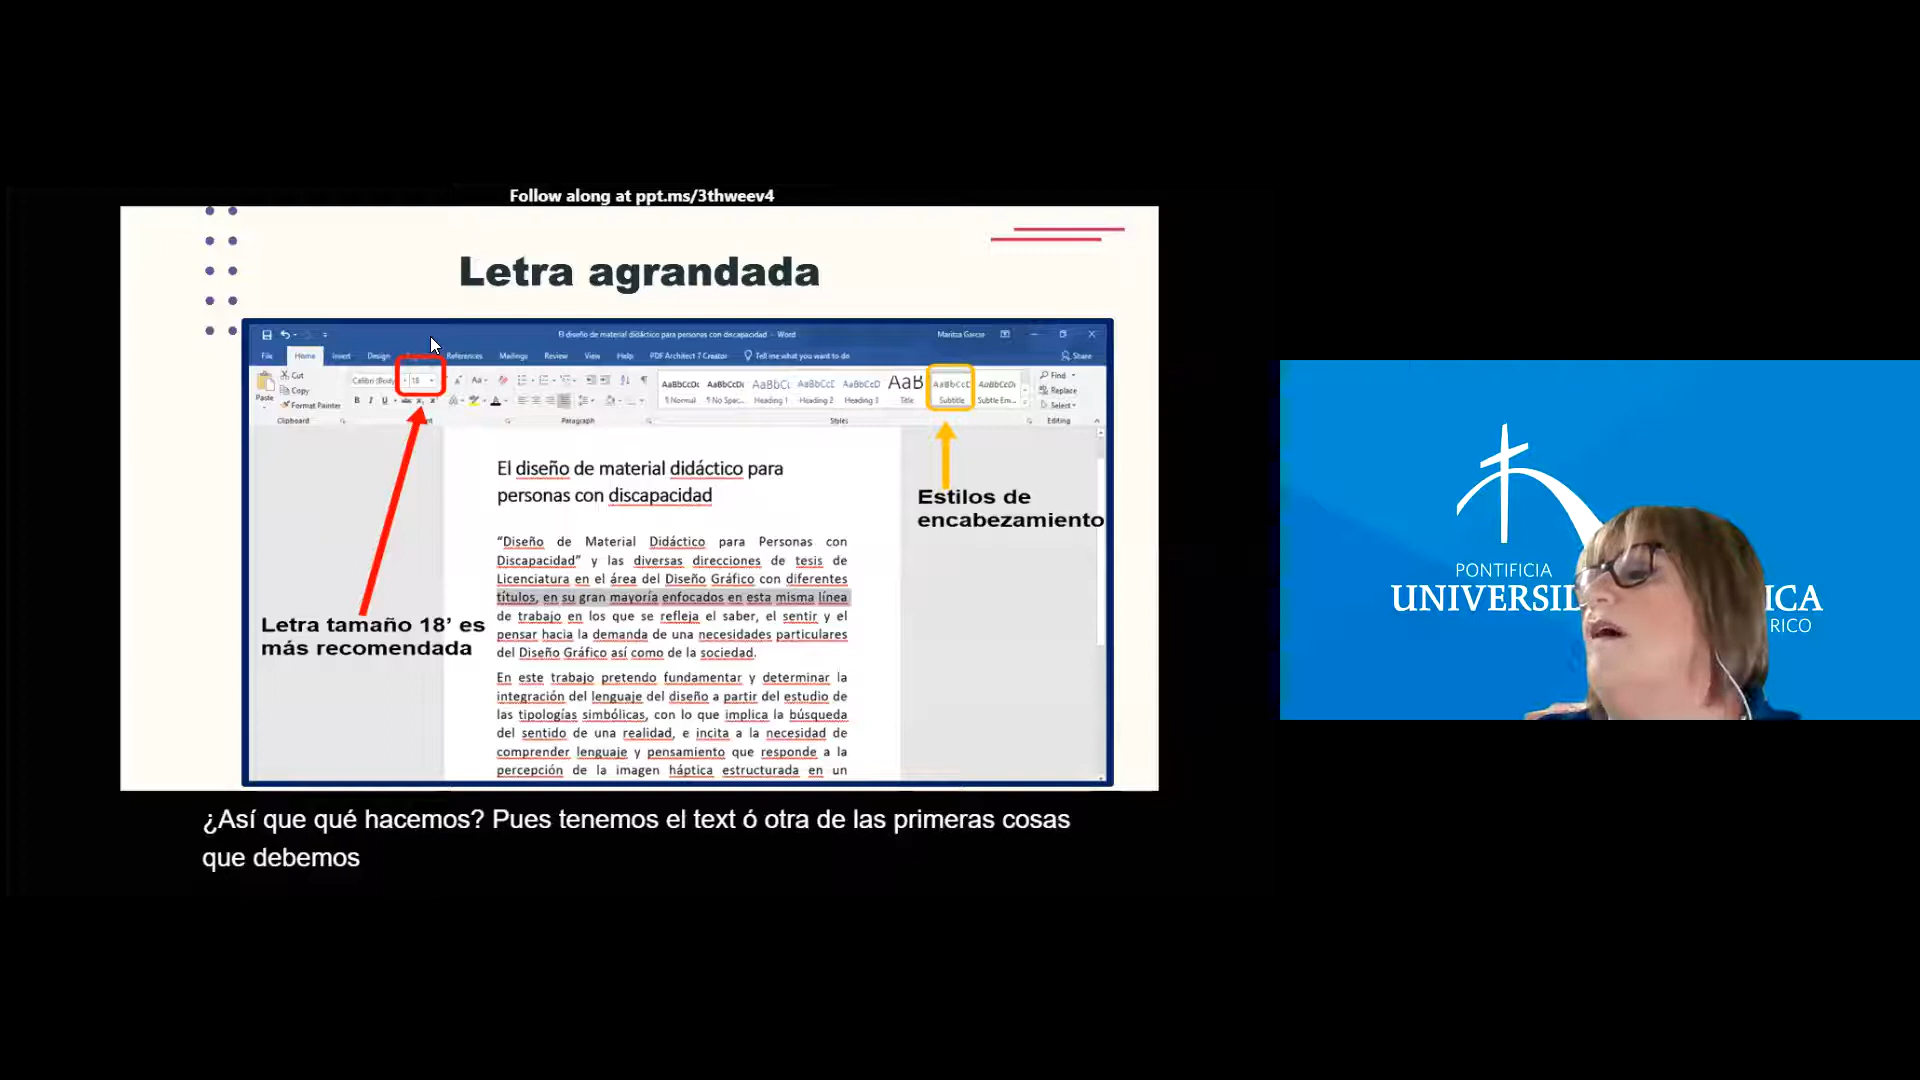 Follow along at ppt.ms/3thweev4
Letra agrandada
El diseño de material didáctico para personas con discapacidad - Word
Maritza Garcia
File Home Insert Design References Mailings Review View Help PDF Architect 7 Creator Tell me what you want to do Share
Cut
Copy
Paste
Format Painter
Calibri (Body) 18
AaBbCcDc AaBbCcDc AaBbCc AaBbCcC AaBbCcD AaB AaBbCcC AaBbCcDc
¶ Normal ¶ No Spac... Heading 1 Heading 2 Heading 3 Title Subtitle Subtle Em...
Find
Replace
Select
Clipboard Paragraph Styles Editing
El diseño de material didáctico para
personas con discapacidad
“Diseño de Material Didáctico para Personas con
Discapacidad” y las diversas direcciones de tesis de
Licenciatura en el área del Diseño Gráfico con diferentes
títulos, en su gran mayoría enfocados en esta misma línea
de trabajo en los que se refleja el saber, el sentir y el
pensar hacia la demanda de una necesidades particulares
del Diseño Gráfico así como de la sociedad.
En este trabajo pretendo fundamentar y determinar la
integración del lenguaje del diseño a partir del estudio de
las tipologías simbólicas, con lo que implica la búsqueda
del sentido de una realidad, e incita a la necesidad de
comprender lenguaje y pensamiento que responde a la
percepción de la imagen háptica estructurada en un
Letra tamaño 18’ es
más recomendada
Estilos de
encabezamiento
¿Así que qué hacemos? Pues tenemos el text ó otra de las primeras cosas
que debemos
PONTIFICIA
UNIVERSID ICA
RICO